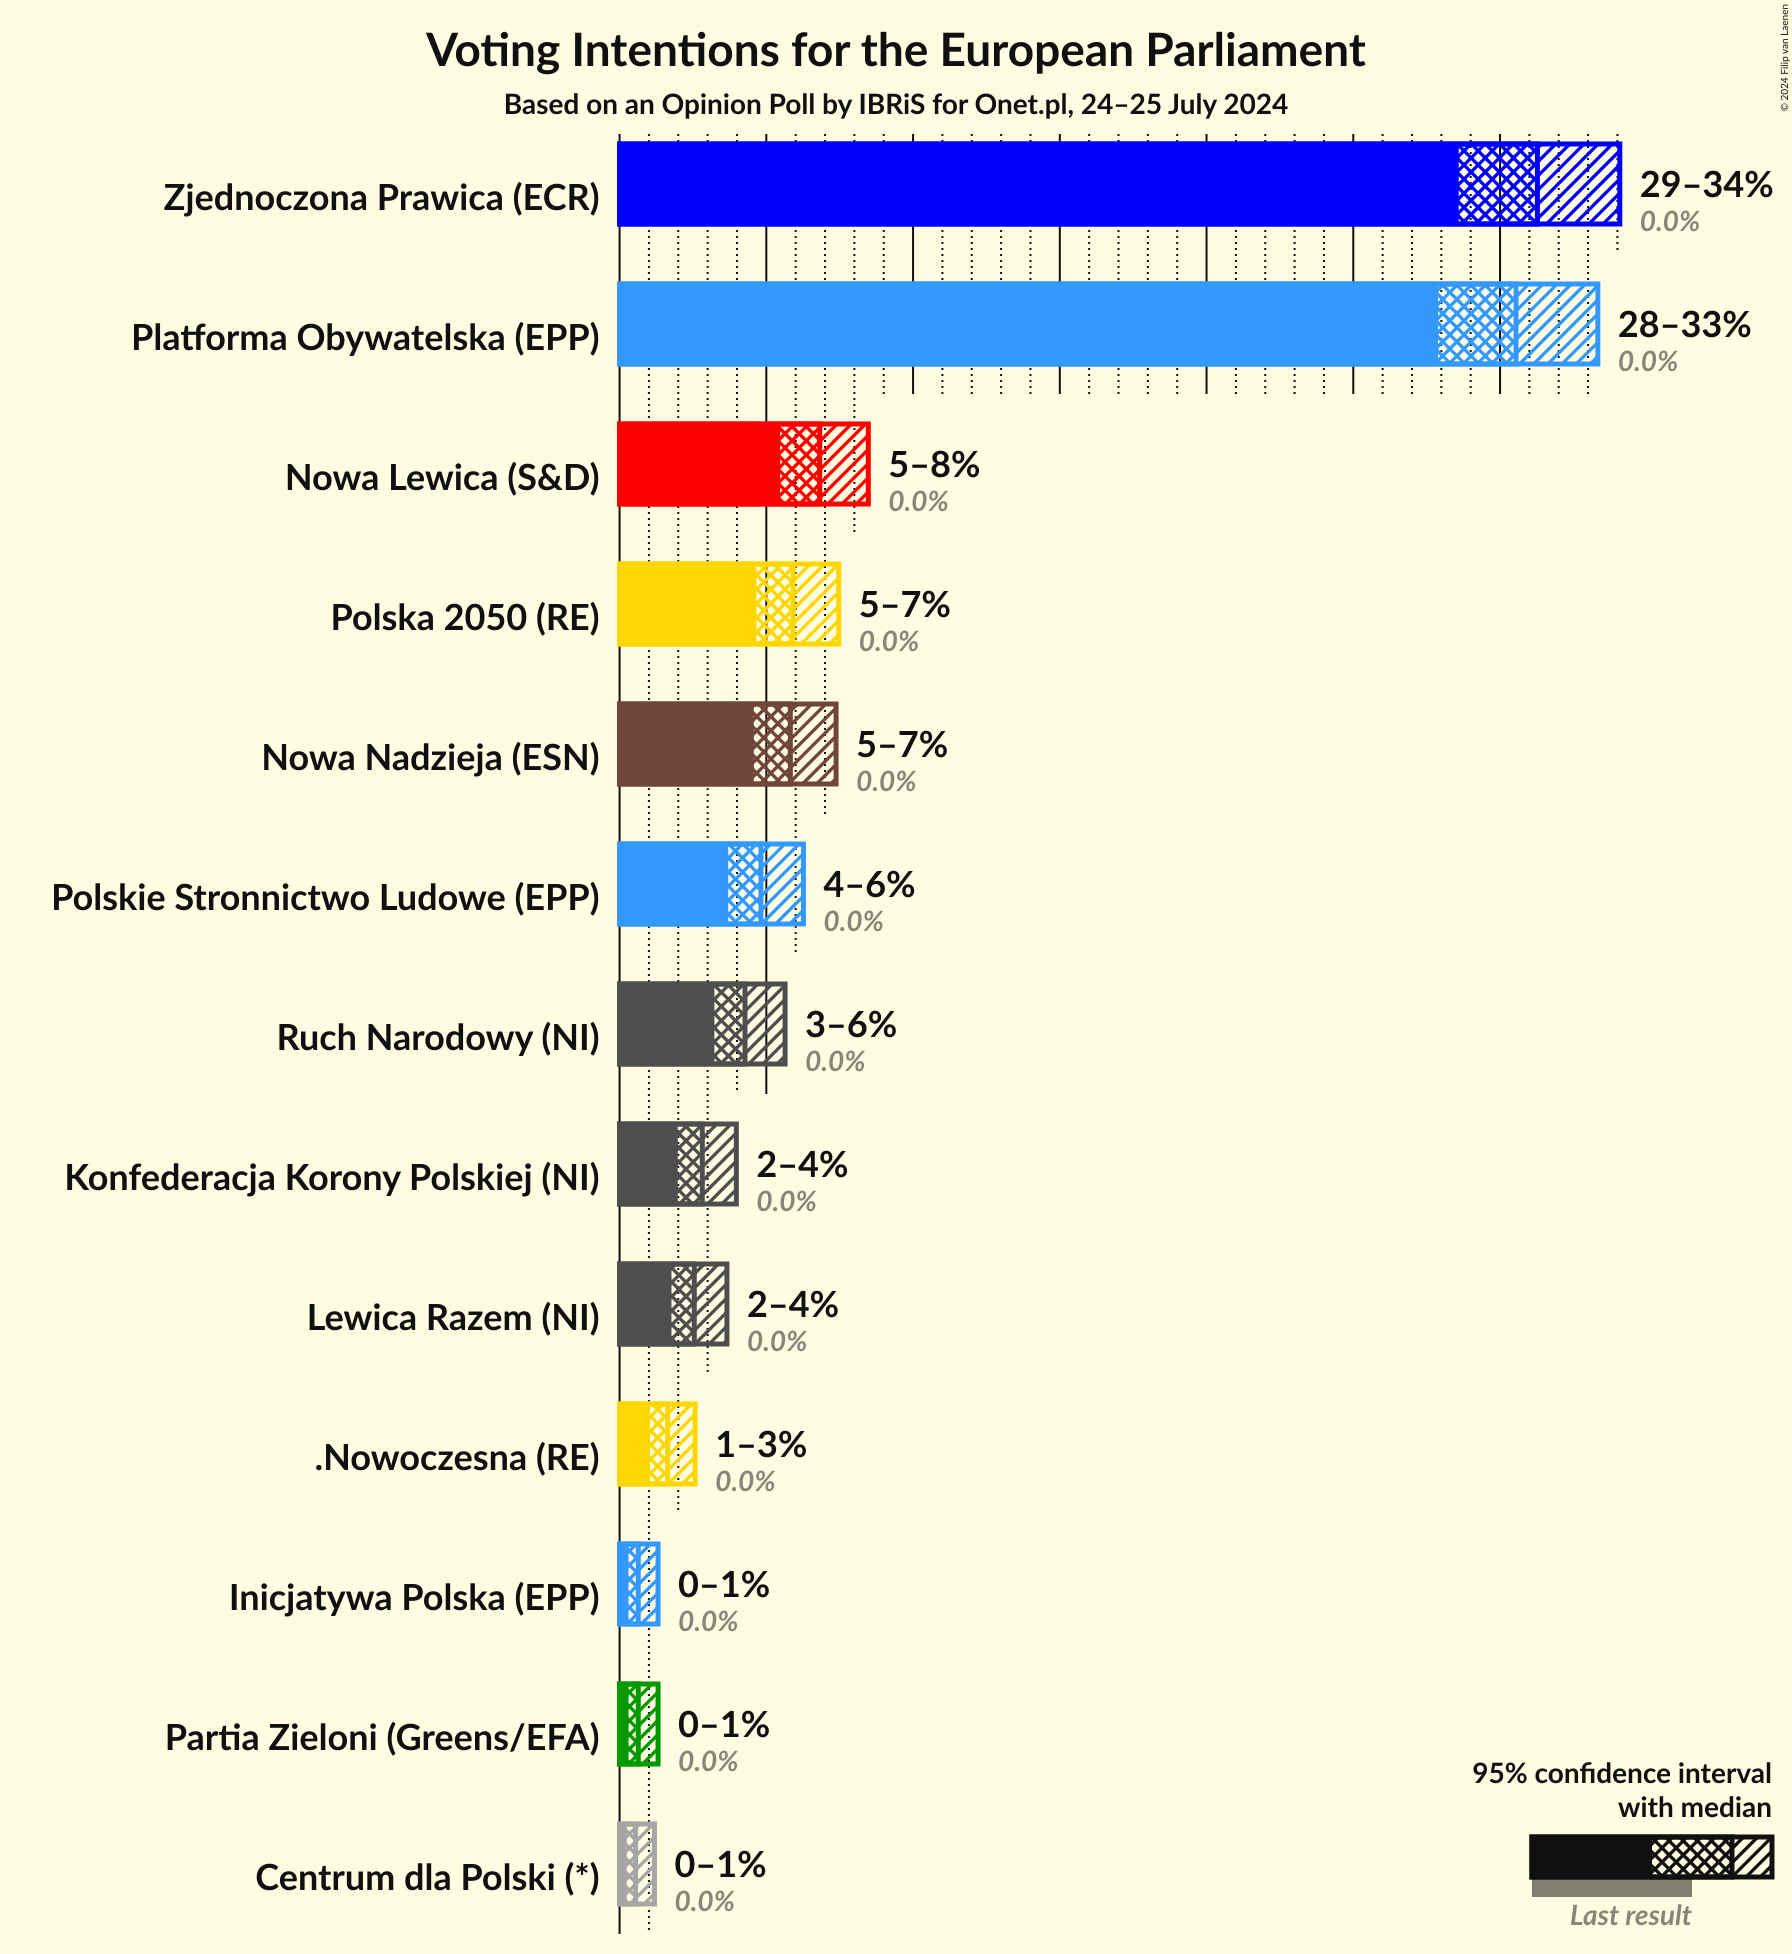 © 2024 Filip van Laenen
Voting Intentions for the European Parliament
Based on an Opinion Poll by IBRiS for Onet.pl, 24–25 July 2024
Zjednoczona Prawica (ECR)
29–34%
0.0%
Platforma Obywatelska (EPP)
28–33%
0.0%
Nowa Lewica (S&D)
5–8%
0.0%
Polska 2050 (RE)
5–7%
0.0%
Nowa Nadzieja (ESN)
5–7%
0.0%
Polskie Stronnictwo Ludowe (EPP)
4–6%
0.0%
Ruch Narodowy (NI)
3–6%
0.0%
Konfederacja Korony Polskiej (NI)
2–4%
0.0%
Lewica Razem (NI)
2–4%
0.0%
.Nowoczesna (RE)
1–3%
0.0%
Inicjatywa Polska (EPP)
0–1%
0.0%
Partia Zieloni (Greens/EFA)
0–1%
0.0%
Centrum dla Polski (*)
0–1%
0.0%
95% confidence interval
with median
Last result